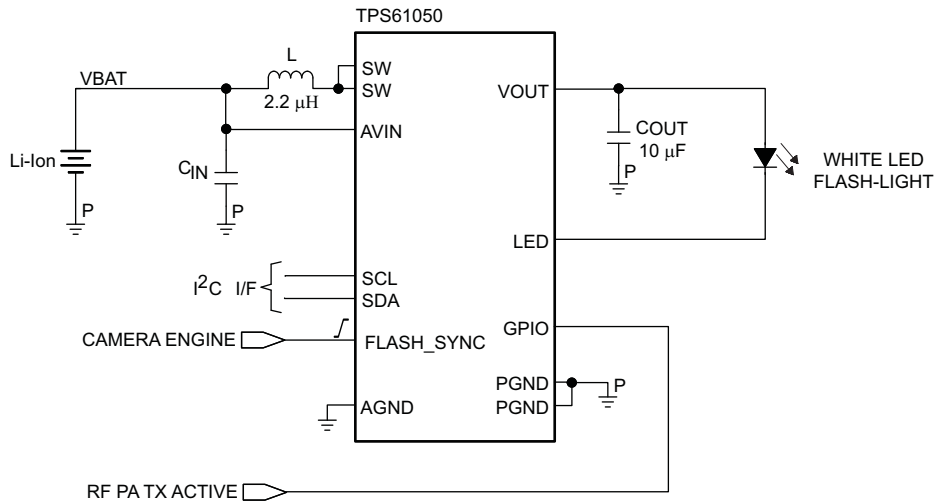 TPS61050
L
VBAT
2.2 μH
SW
SW
VOUT
AVIN
COUT
10 μF
Li-Ion
CIN
P
P
P
WHITE LED
FLASH-LIGHT
LED
I2C I/F
SCL
SDA
GPIO
CAMERA ENGINE
FLASH_SYNC
PGND
P
PGND
AGND
RF PA TX ACTIVE